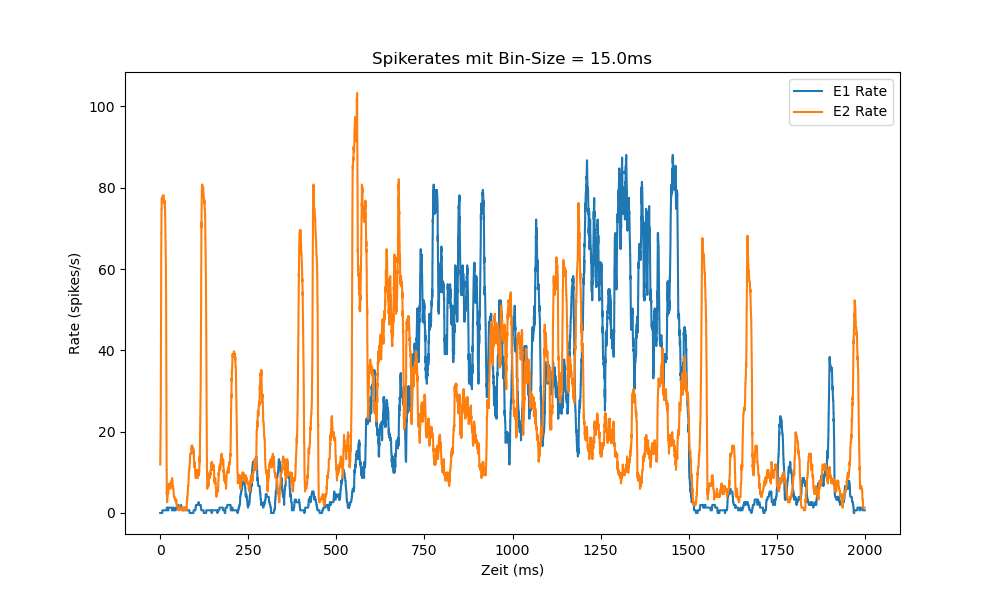 Spikerates mit Bin-Size = 15.0ms
E1 Rate
E2 Rate
100
80
60
40
20
0
Rate (spikes/s)
0 250 500 750 1000 1250 1500 1750 2000
Zeit (ms)